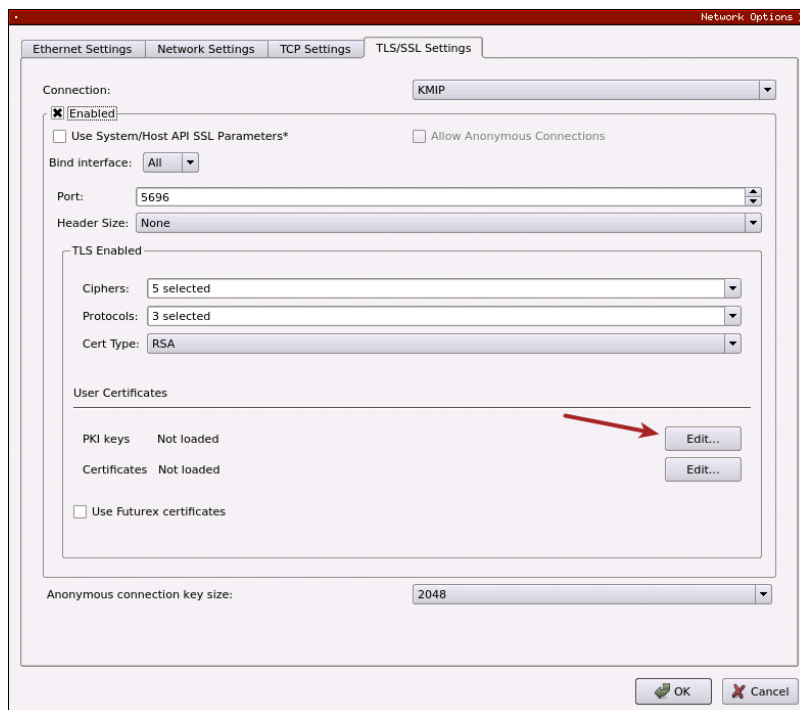 Network Options
Ethernet Settings Network Settings TCP Settings TLS/SSL Settings
Connection: KMIP
Enabled
Use System/Host API SSL Parameters* Allow Anonymous Connections
Bind interface: All
Port: 5696
Header Size: None
TLS Enabled
Ciphers: 5 selected
Protocols: 3 selected
Cert Type: RSA
User Certificates
PKI keys Not loaded Edit...
Certificates Not loaded Edit...
Use Futurex certificates
Anonymous connection key size: 2048
OK Cancel